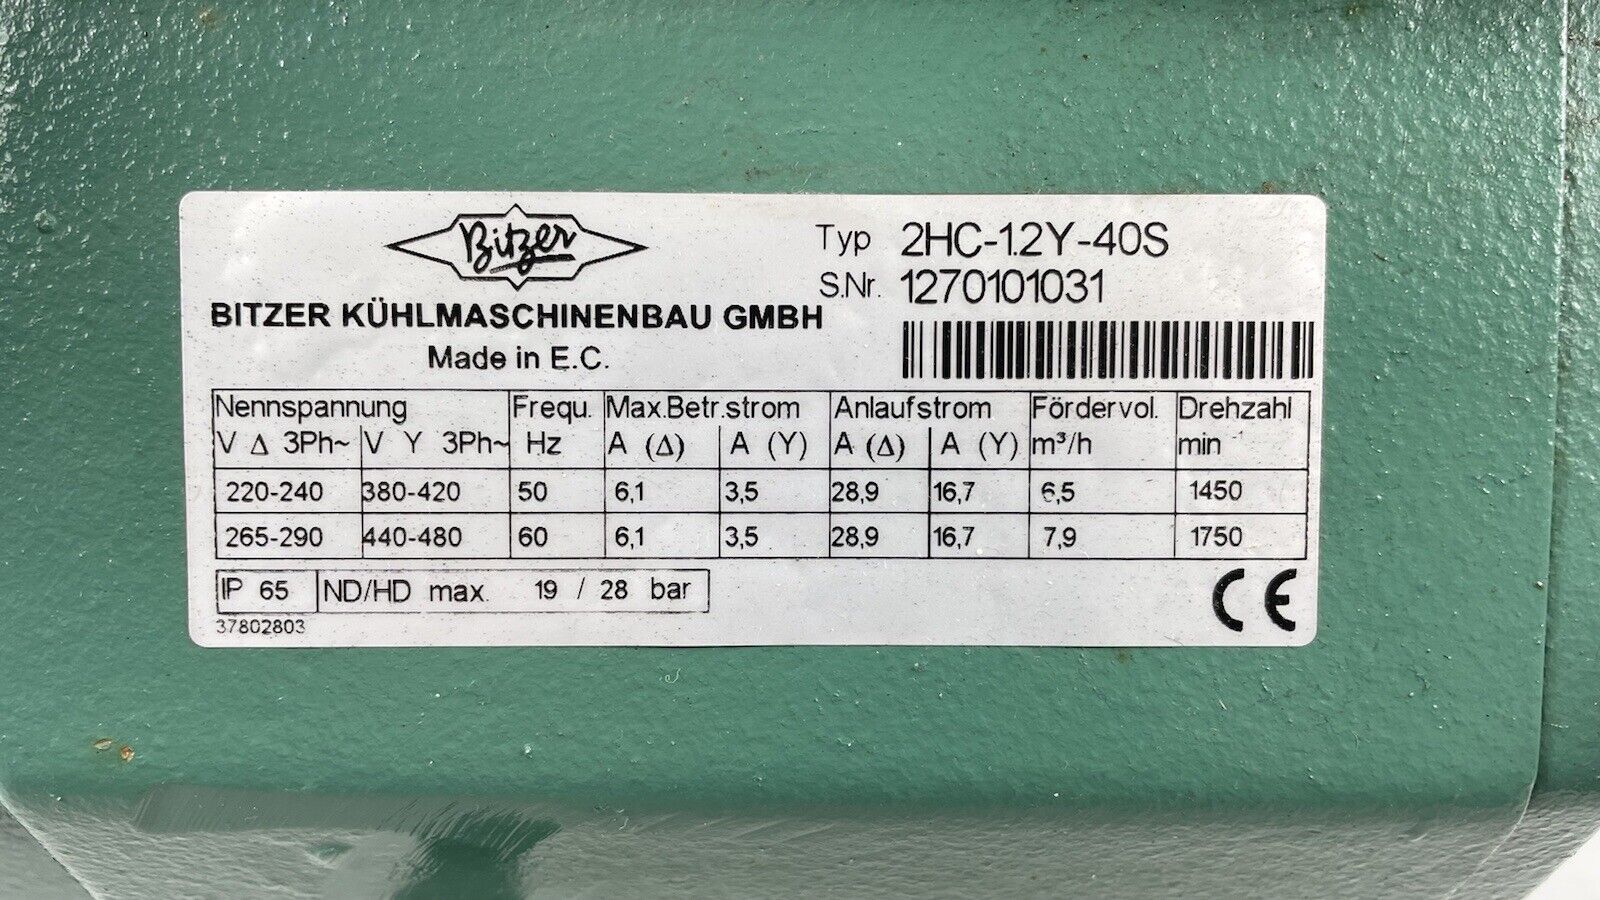 Bitzer
BITZER KÜHLMASCHINENBAU GMBH
Made in E.C.
Typ 2HC-1.2Y-40S
S.Nr. 1270101031
Nennspannung Frequ. Max.Betr.strom Anlaufstrom Fördervol. Drehzahl
V Δ 3Ph~ V Y 3Ph~ Hz A (Δ) A (Y) A (Δ) A (Y) m³/h min
220-240 380-420 50 6,1 3,5 28,9 16,7 6,5 1450
265-290 440-480 60 6,1 3,5 28,9 16,7 7,9 1750
IP 65 ND/HD max. 19 / 28 bar
CE
37802803